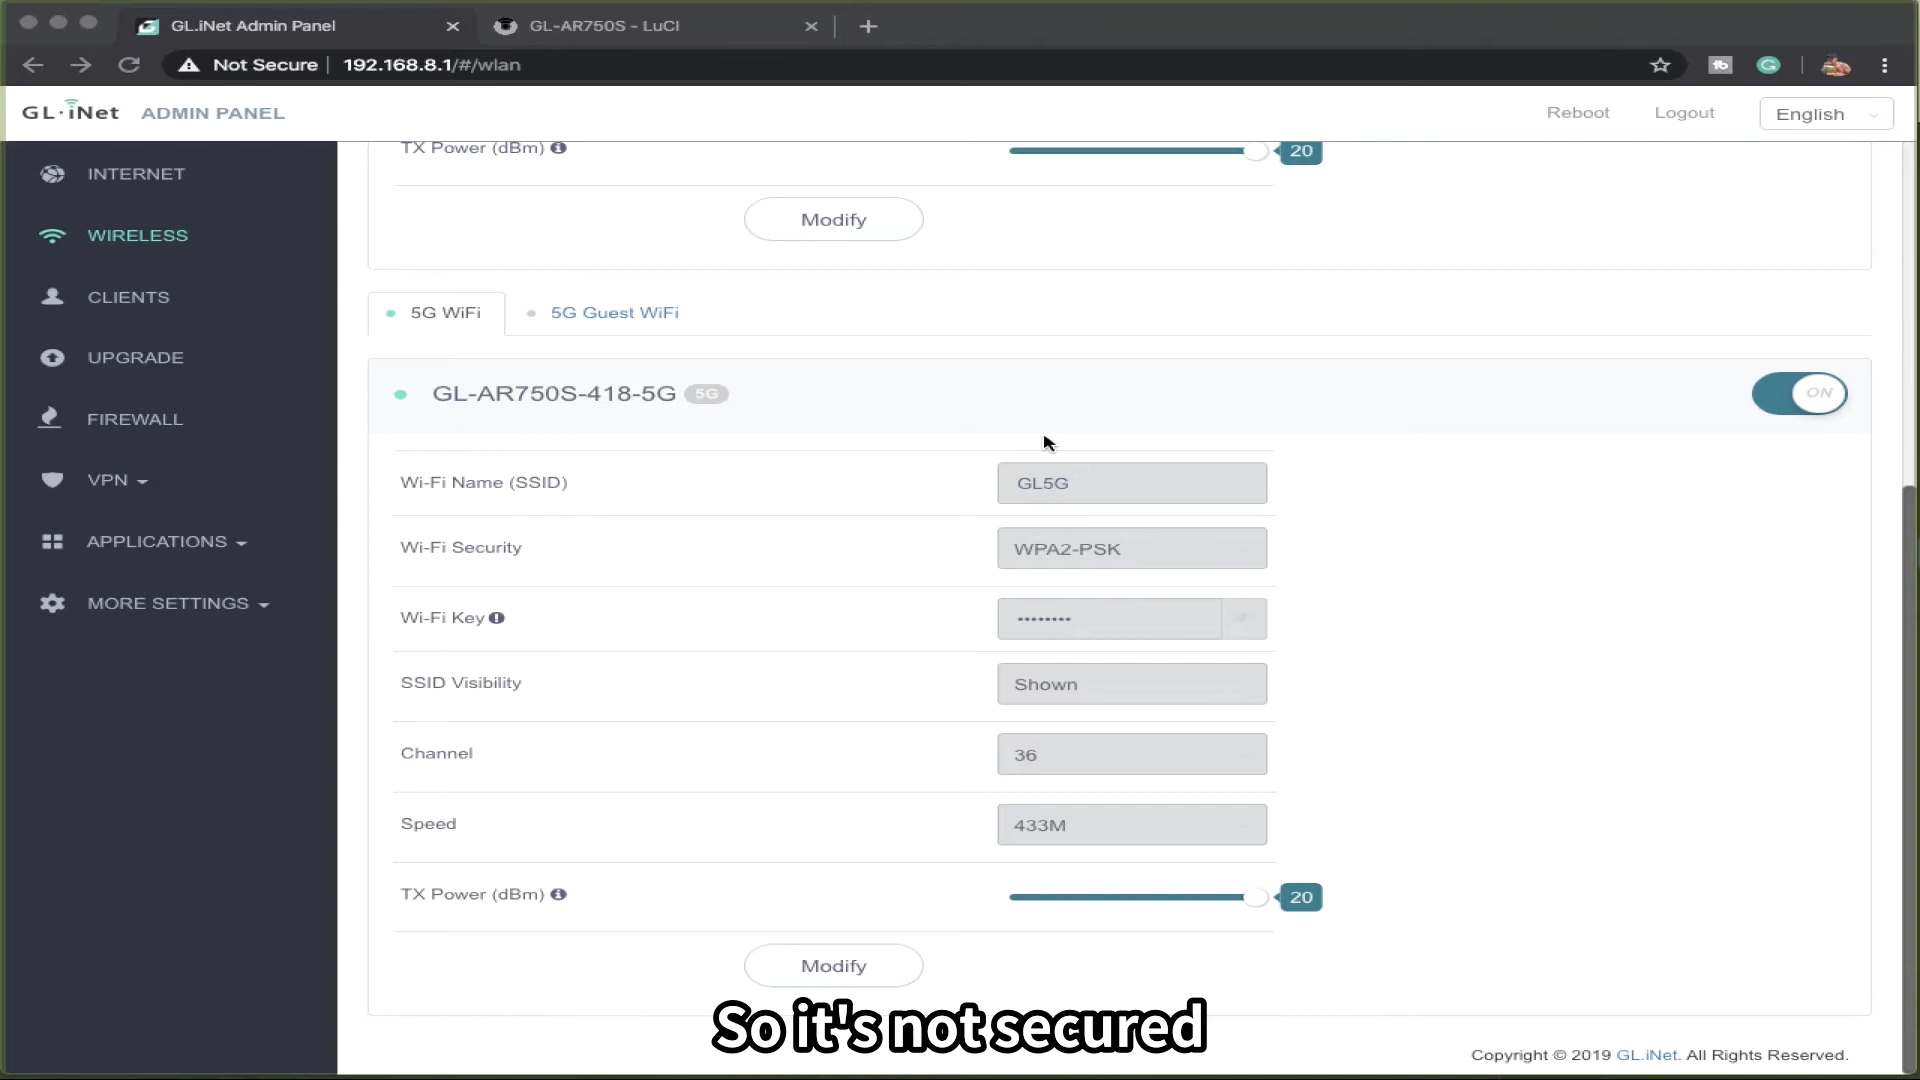 GL.iNet Admin Panel
GL-AR750S - LuCI
Not Secure
192.168.8.1/#/wlan
GL·iNet ADMIN PANEL
Reboot
Logout
English
INTERNET
WIRELESS
CLIENTS
UPGRADE
FIREWALL
VPN
APPLICATIONS
MORE SETTINGS
TX Power (dBm)
20
Modify
5G WiFi
5G Guest WiFi
GL-AR750S-418-5G 5G
ON
Wi-Fi Name (SSID)
GL5G
Wi-Fi Security
WPA2-PSK
Wi-Fi Key
••••••••
SSID Visibility
Shown
Channel
36
Speed
433M
TX Power (dBm)
20
Modify
So it's not secured
Copyright © 2019 GL.iNet. All Rights Reserved.